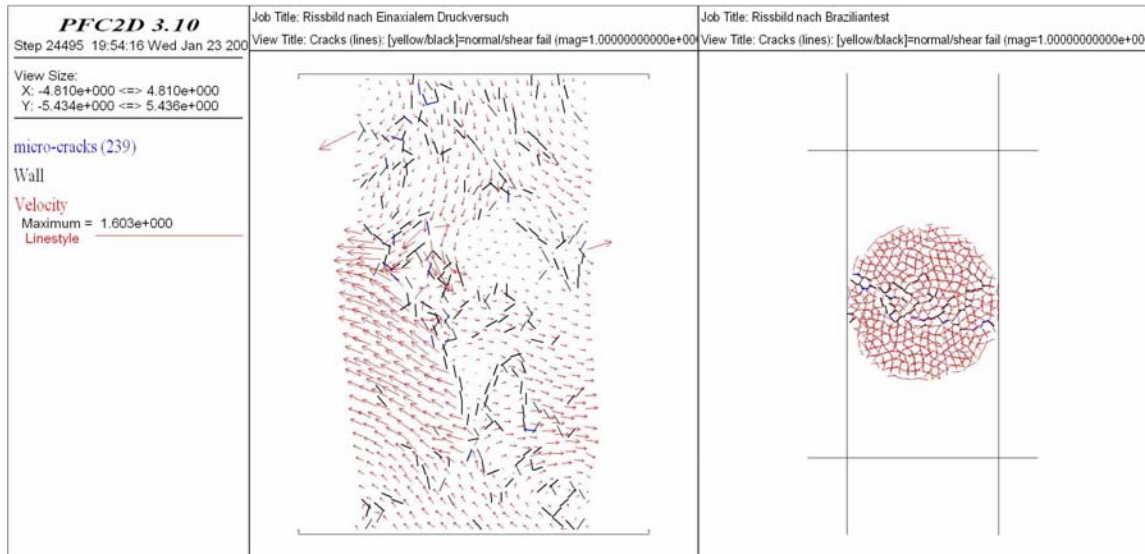 PFC2D 3.10
Step 24495 19:54:16 Wed Jan 23 200
View Size:
X: -4.810e+000 <=> 4.810e+000
Y: -5.434e+000 <=> 5.436e+000
micro-cracks (239)
Wall
Velocity
Maximum = 1.603e+000
Linestyle
Job Title: Rissbild nach Einaxialem Druckversuch
View Title: Cracks (lines): [yellow/black]=normal/shear fail (mag=1.00000000000e+00
Job Title: Rissbild nach Braziliantest
View Title: Cracks (lines): [yellow/black]=normal/shear fail (mag=1.00000000000e+00